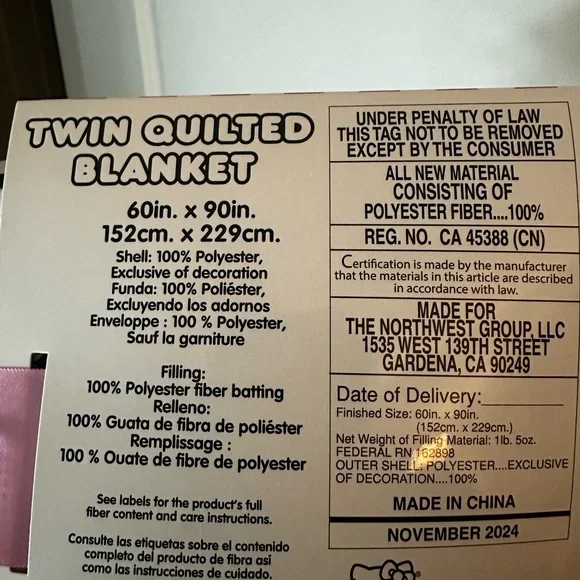 TWIN QUILTED
BLANKET
60in. x 90in.
152cm. x 229cm.
Shell: 100% Polyester,
Exclusive of decoration
Funda: 100% Poliéster,
Excluyendo los adornos
Enveloppe : 100 % Polyester,
Sauf la garniture
Filling:
100% Polyester fiber batting
Relleno:
100% Guata de fibra de poliéster
Remplissage :
100 % Ouate de fibre de polyester
See labels for the product's full
fiber content and care instructions.
Consulte las etiquetas sobre el contenido
completo del producto de fibra así
como las instrucciones de cuidado.
UNDER PENALTY OF LAW
THIS TAG NOT TO BE REMOVED
EXCEPT BY THE CONSUMER
ALL NEW MATERIAL
CONSISTING OF
POLYESTER FIBER....100%
REG. NO. CA 45388 (CN)
Certification is made by the manufacturer
that the materials in this article are described
in accordance with law.
MADE FOR
THE NORTHWEST GROUP, LLC
1535 WEST 139TH STREET
GARDENA, CA 90249
Date of Delivery:
Finished Size: 60in. x 90in.
(152cm. x 229cm.)
Net Weight of Filling Material: 1lb. 5oz.
FEDERAL RN 162898
OUTER SHELL: POLYESTER....EXCLUSIVE
OF DECORATION....100%
MADE IN CHINA
NOVEMBER 2024